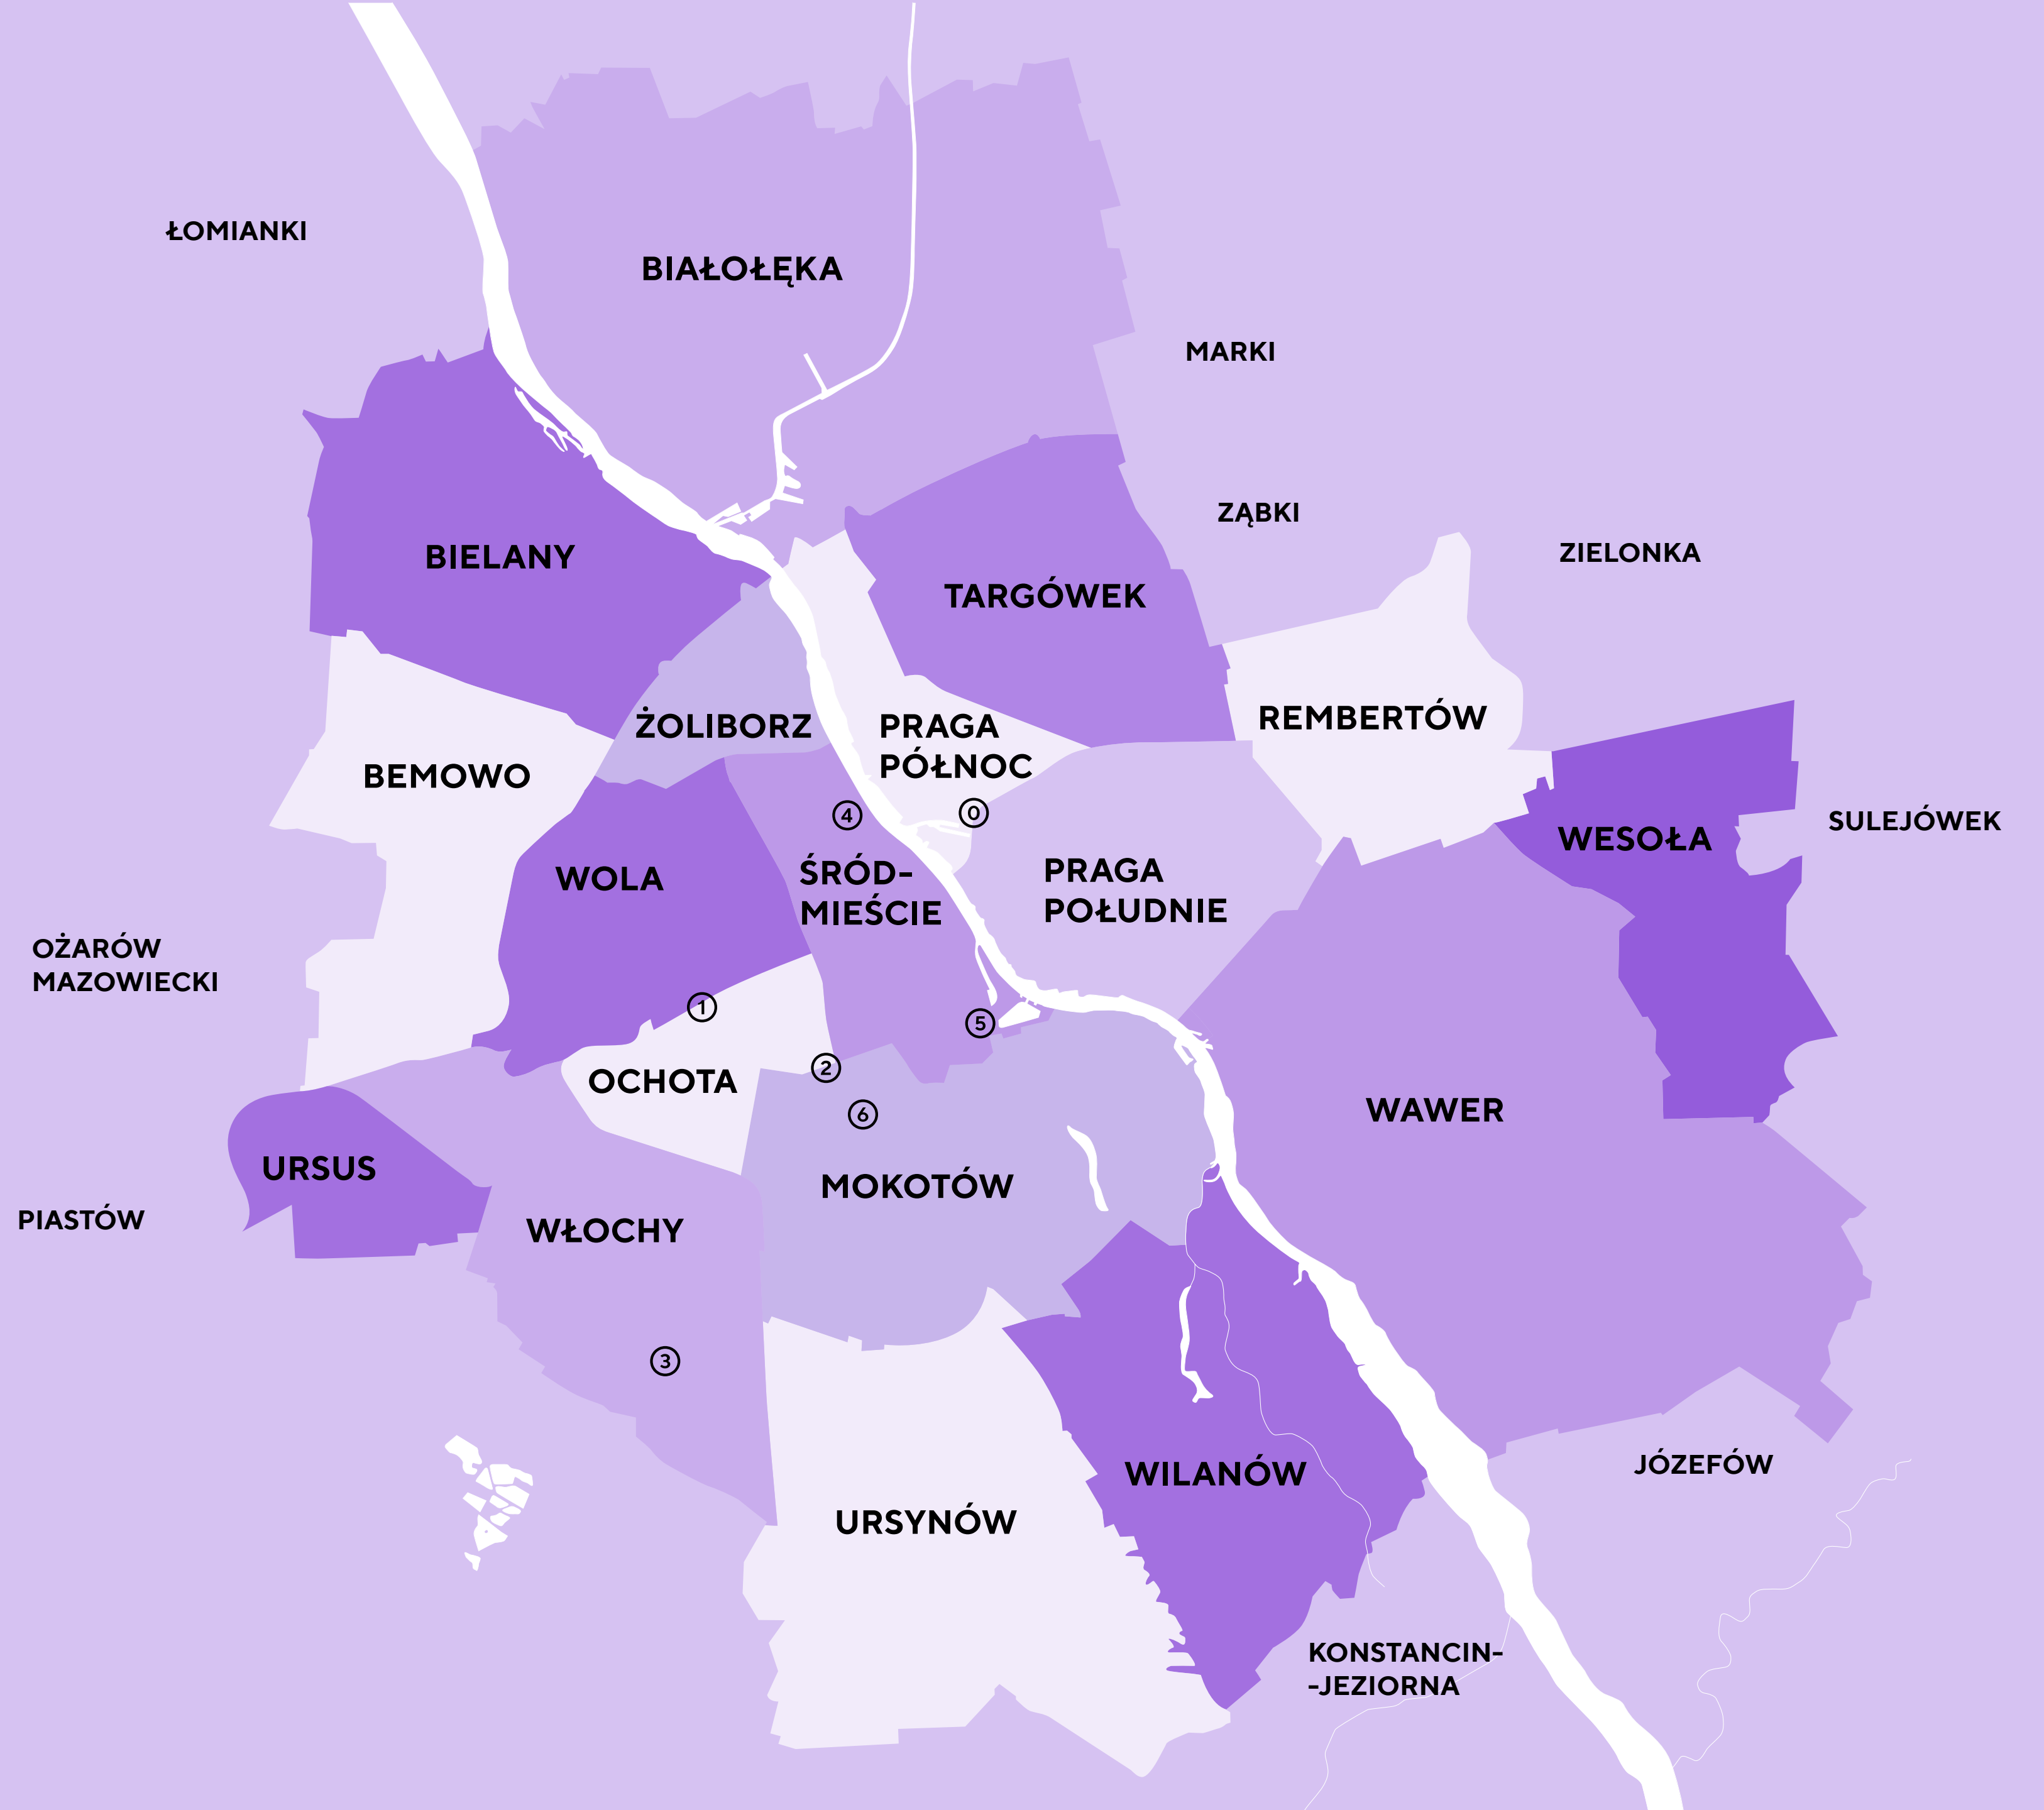 ŁOMIANKI
BIAŁOŁĘKA
MARKI
ZĄBKI
ZIELONKA
BIELANY
TARGÓWEK
REMBERTÓW
ŻOLIBORZ
PRAGA
PÓŁNOC
BEMOWO
4
0
SULEJÓWEK
WESOŁA
WOLA
ŚRÓD-
MIEŚCIE
PRAGA
POŁUDNIE
OŻARÓW
MAZOWIECKI
1
5
2
OCHOTA
6
WAWER
URSUS
MOKOTÓW
PIASTÓW
WŁOCHY
3
JÓZEFÓW
WILANÓW
URSYNÓW
KONSTANCIN-
-JEZIORNA